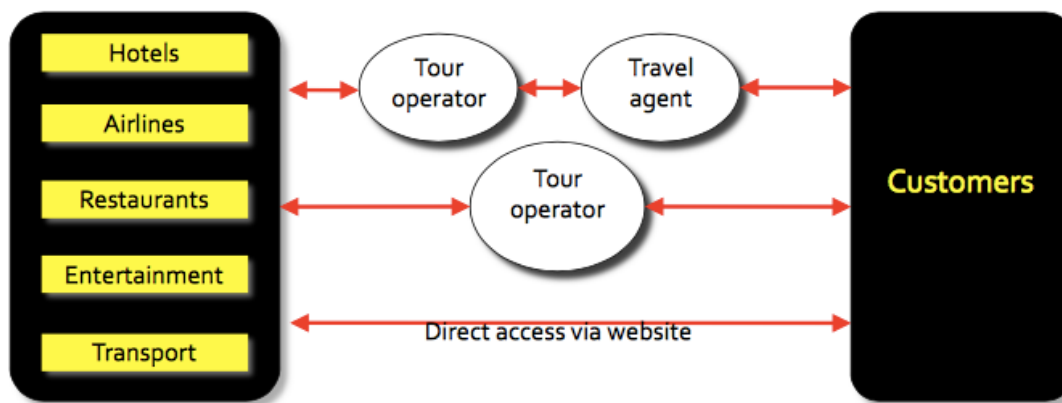 Hotels
Airlines
Restaurants
Entertainment
Transport
Tour
operator
Travel
agent
Tour
operator
Direct access via website
Customers